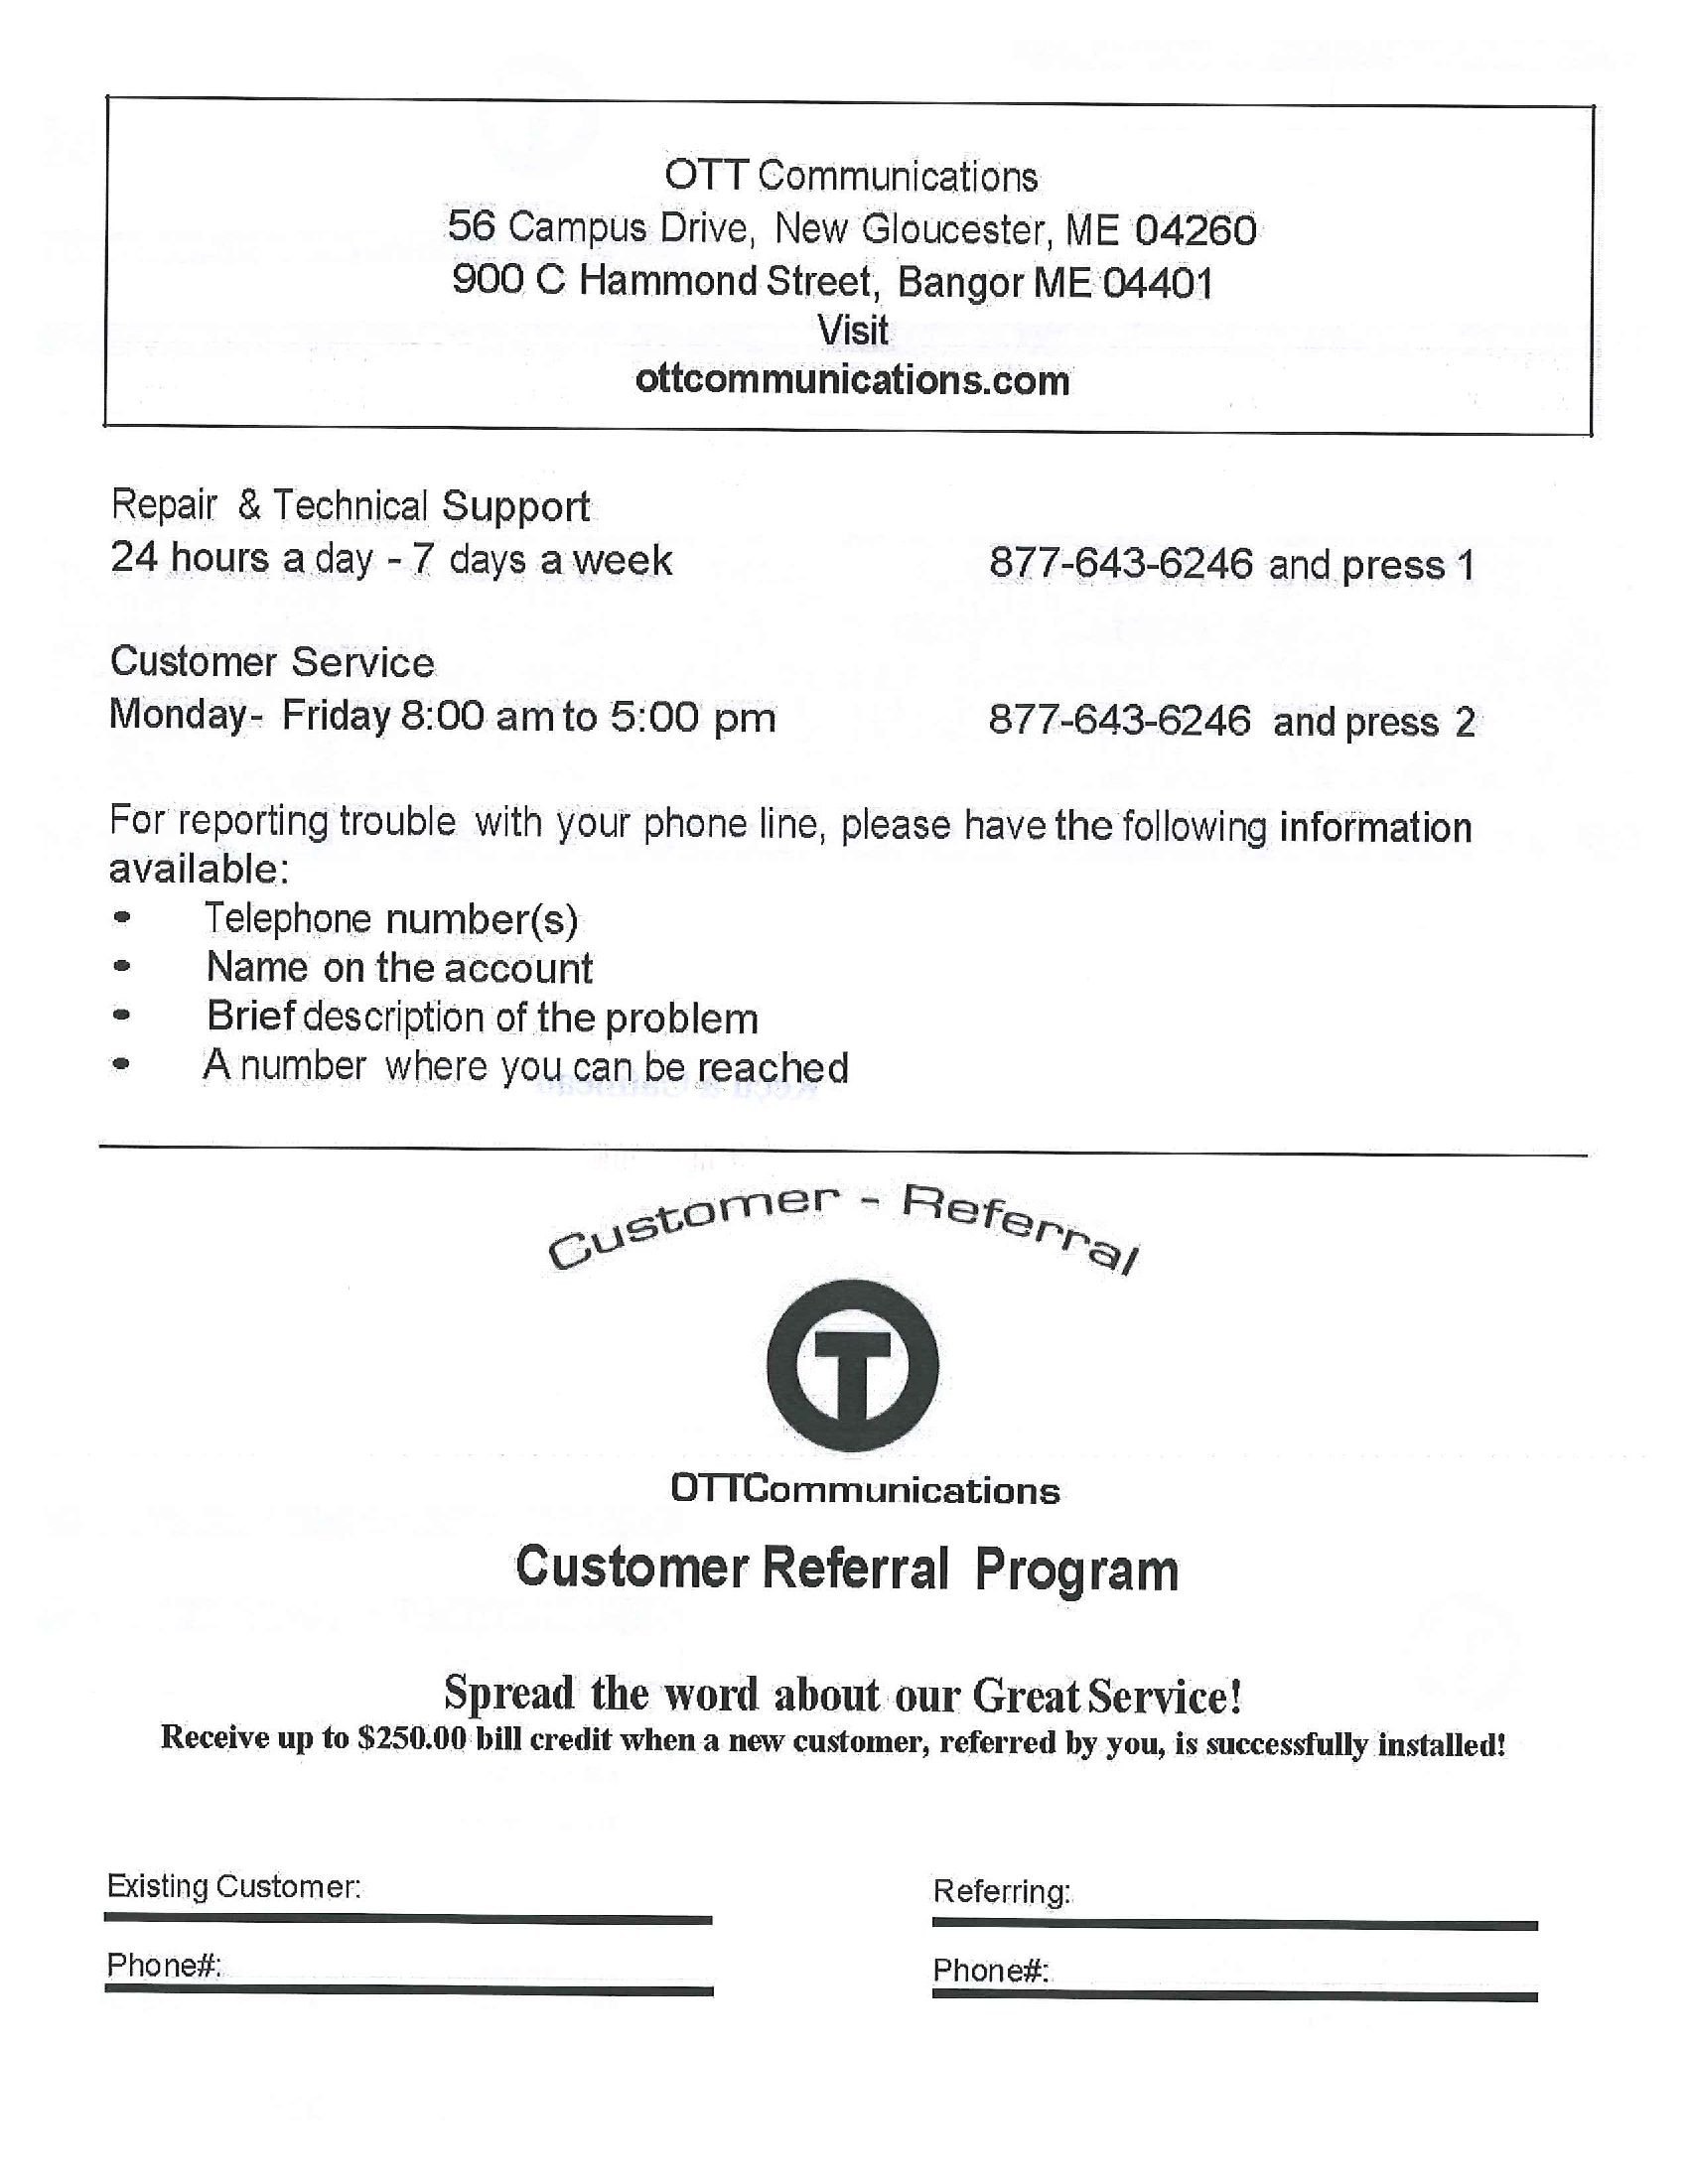 OTT Communications
56 Campus Drive, New Gloucester, ME 04260
900 C Hammond Street, Bangor ME 04401
Visit
ottcommunications.com
Repair & Technical Support
24 hours a day - 7 days a week 877-643-6246 and press 1
Customer Service
Monday- Friday 8:00 am to 5:00 pm 877-643-6246 and press 2
For reporting trouble with your phone line, please have the following information
available:
• Telephone number(s)
• Name on the account
• Brief description of the problem
• A number where you can be reached
Customer - Referral
OTTCommunications
Customer Referral Program
Spread the word about our Great Service!
Receive up to $250.00 bill credit when a new customer, referred by you, is successfully installed!
Existing Customer: Referring:
Phone#: Phone#: